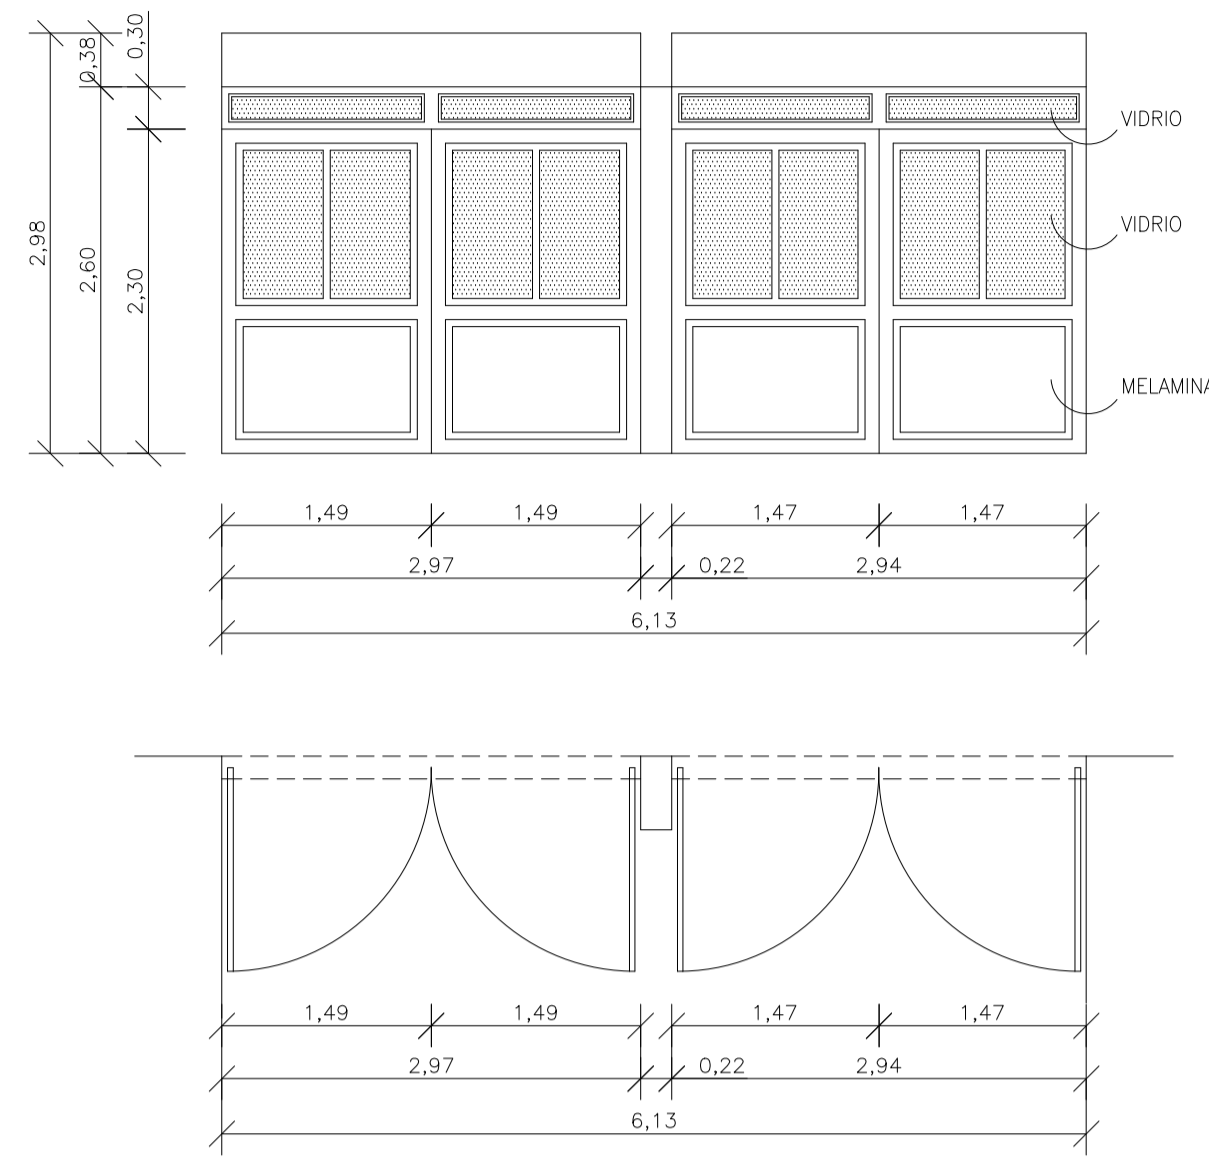 0,30
0,38
2,98
2,60
2,30
VIDRIO
VIDRIO
MELAMINA
1,49 1,49 1,47 1,47
2,97 0,22 2,94
6,13
1,49 1,49 1,47 1,47
2,97 0,22 2,94
6,13